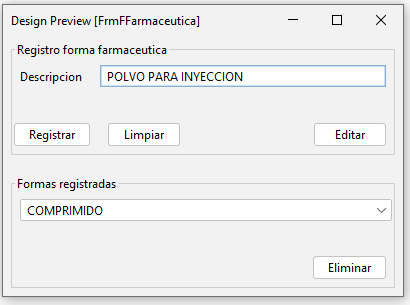 Design Preview [FrmFFarmaceutica]
Registro forma farmaceutica
Descripcion POLVO PARA INYECCION
Registrar Limpiar Editar
Formas registradas
COMPRIMIDO
Eliminar